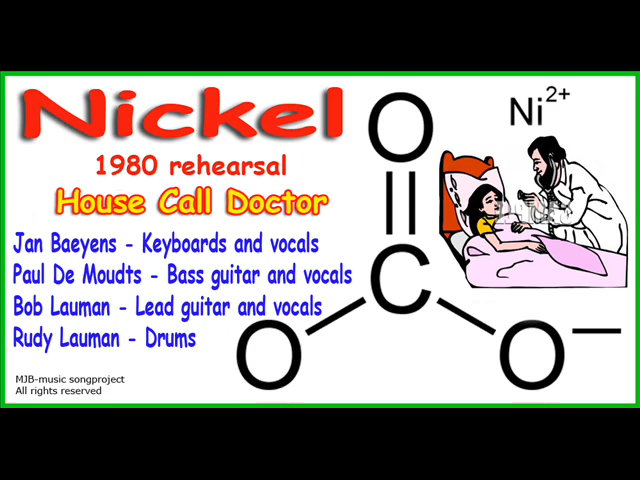 Nickel
1980 rehearsal
House Call Doctor
Jan Baeyens - Keyboards and vocals
Paul De Moudts - Bass guitar and vocals
Bob Lauman - Lead guitar and vocals
Rudy Lauman - Drums
MJB-music songproject
All rights reserved
Ni2+
O
C
O
O−